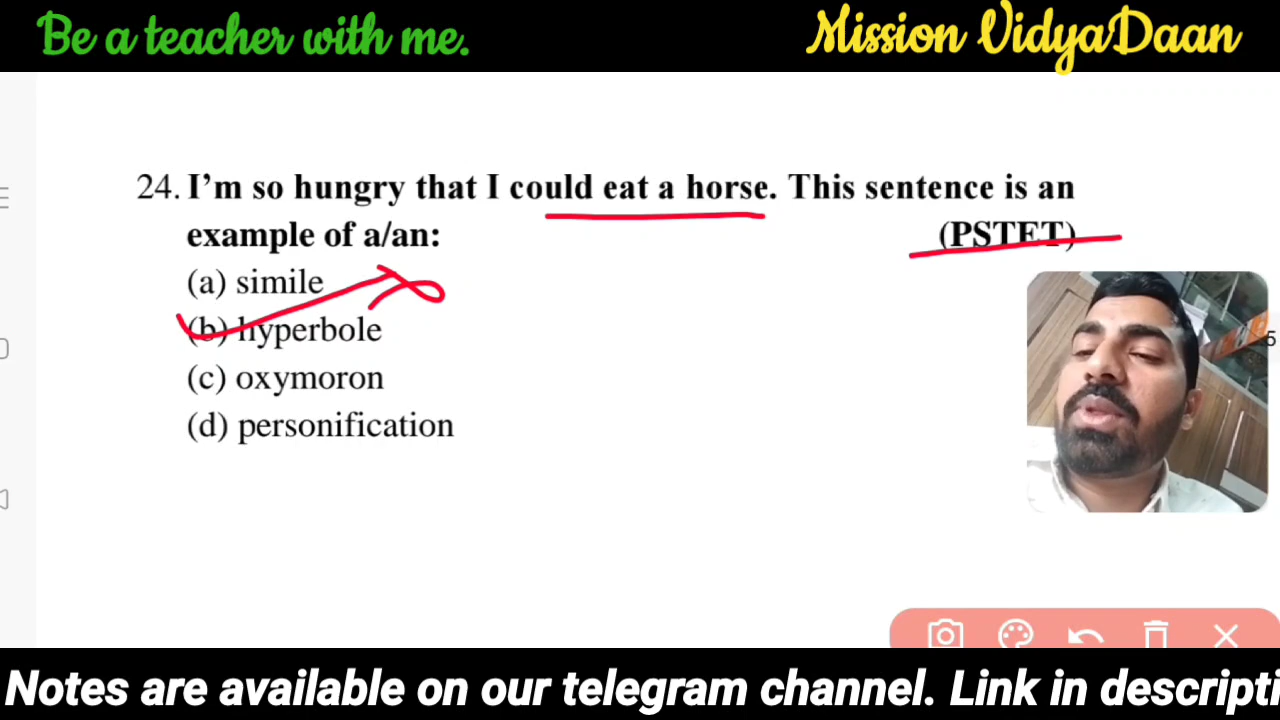 Be a teacher with me.
Mission VidyaDaan
24. I'm so hungry that I could eat a horse. This sentence is an
example of a/an: (PSTET)
(a) simile
(b) hyperbole
(c) oxymoron
(d) personification
5
Notes are available on our telegram channel. Link in descripti